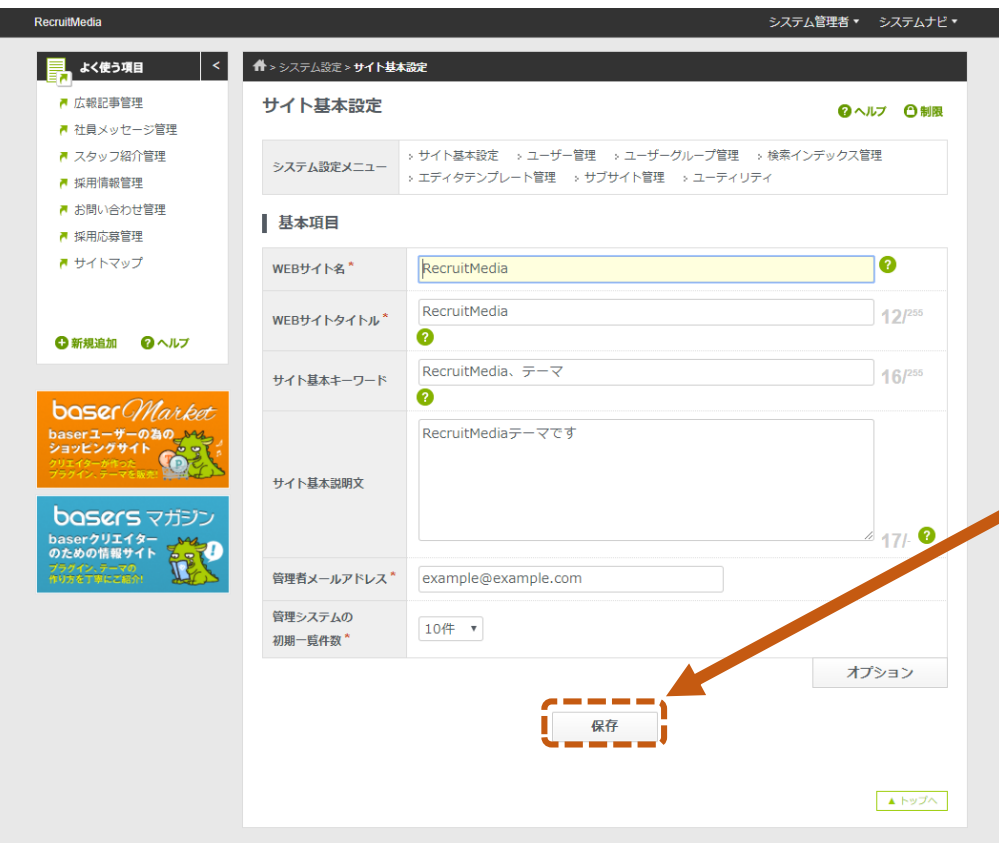 RecruitMedia
システム管理者▼ システムナビ▼
よく使う項目 <
広報記事管理
社員メッセージ管理
スタッフ紹介管理
採用情報管理
お問い合わせ管理
採用応募管理
サイトマップ
新規追加 ヘルプ
baserMarket
baserユーザーの為の
ショッピングサイト
クリエイターが作った
プラグイン、テーマを販売!
basersマガジン
baserクリエイター
のための情報サイト
プラグイン、テーマの
作り方を丁寧にご紹介!
> システム設定 > サイト基本設定
サイト基本設定
ヘルプ 制限
システム設定メニュー
› サイト基本設定 › ユーザー管理 › ユーザーグループ管理 › 検索インデックス管理
› エディタテンプレート管理 › サブサイト管理 › ユーティリティ
基本項目
WEBサイト名* RecruitMedia ?
WEBサイトタイトル* RecruitMedia 12/255
?
サイト基本キーワード RecruitMedia、テーマ 16/255
?
サイト基本説明文 RecruitMediaテーマです
17/- ?
管理者メールアドレス* example@example.com
管理システムの
初期一覧件数* 10件 ▼
オプション
保存
▲ トップへ